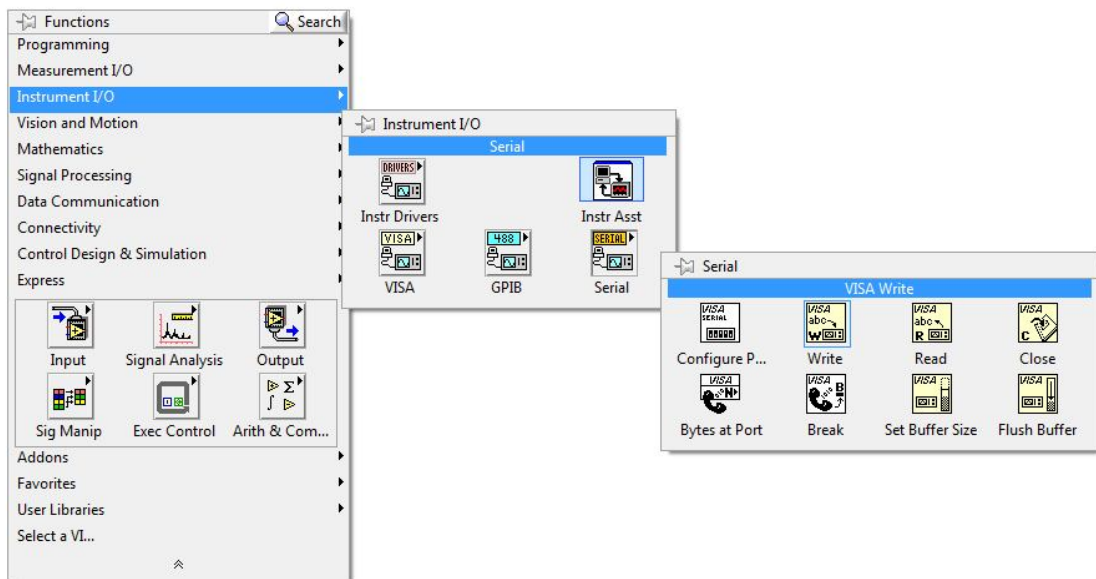 Functions
Search
Programming
Measurement I/O
Instrument I/O
Vision and Motion
Mathematics
Signal Processing
Data Communication
Connectivity
Control Design & Simulation
Express
Input Signal Analysis Output
Sig Manip Exec Control Arith & Com...
Addons
Favorites
User Libraries
Select a VI...
Instrument I/O
Serial
DRIVERS
Instr Drivers Instr Asst
VISA 488 SERIAL
VISA GPIB Serial
Serial
VISA Write
VISA SERIAL VISA abc W VISA abc R VISA C
Configure P... Write Read Close
VISA N VISA B VISA VISA
Bytes at Port Break Set Buffer Size Flush Buffer